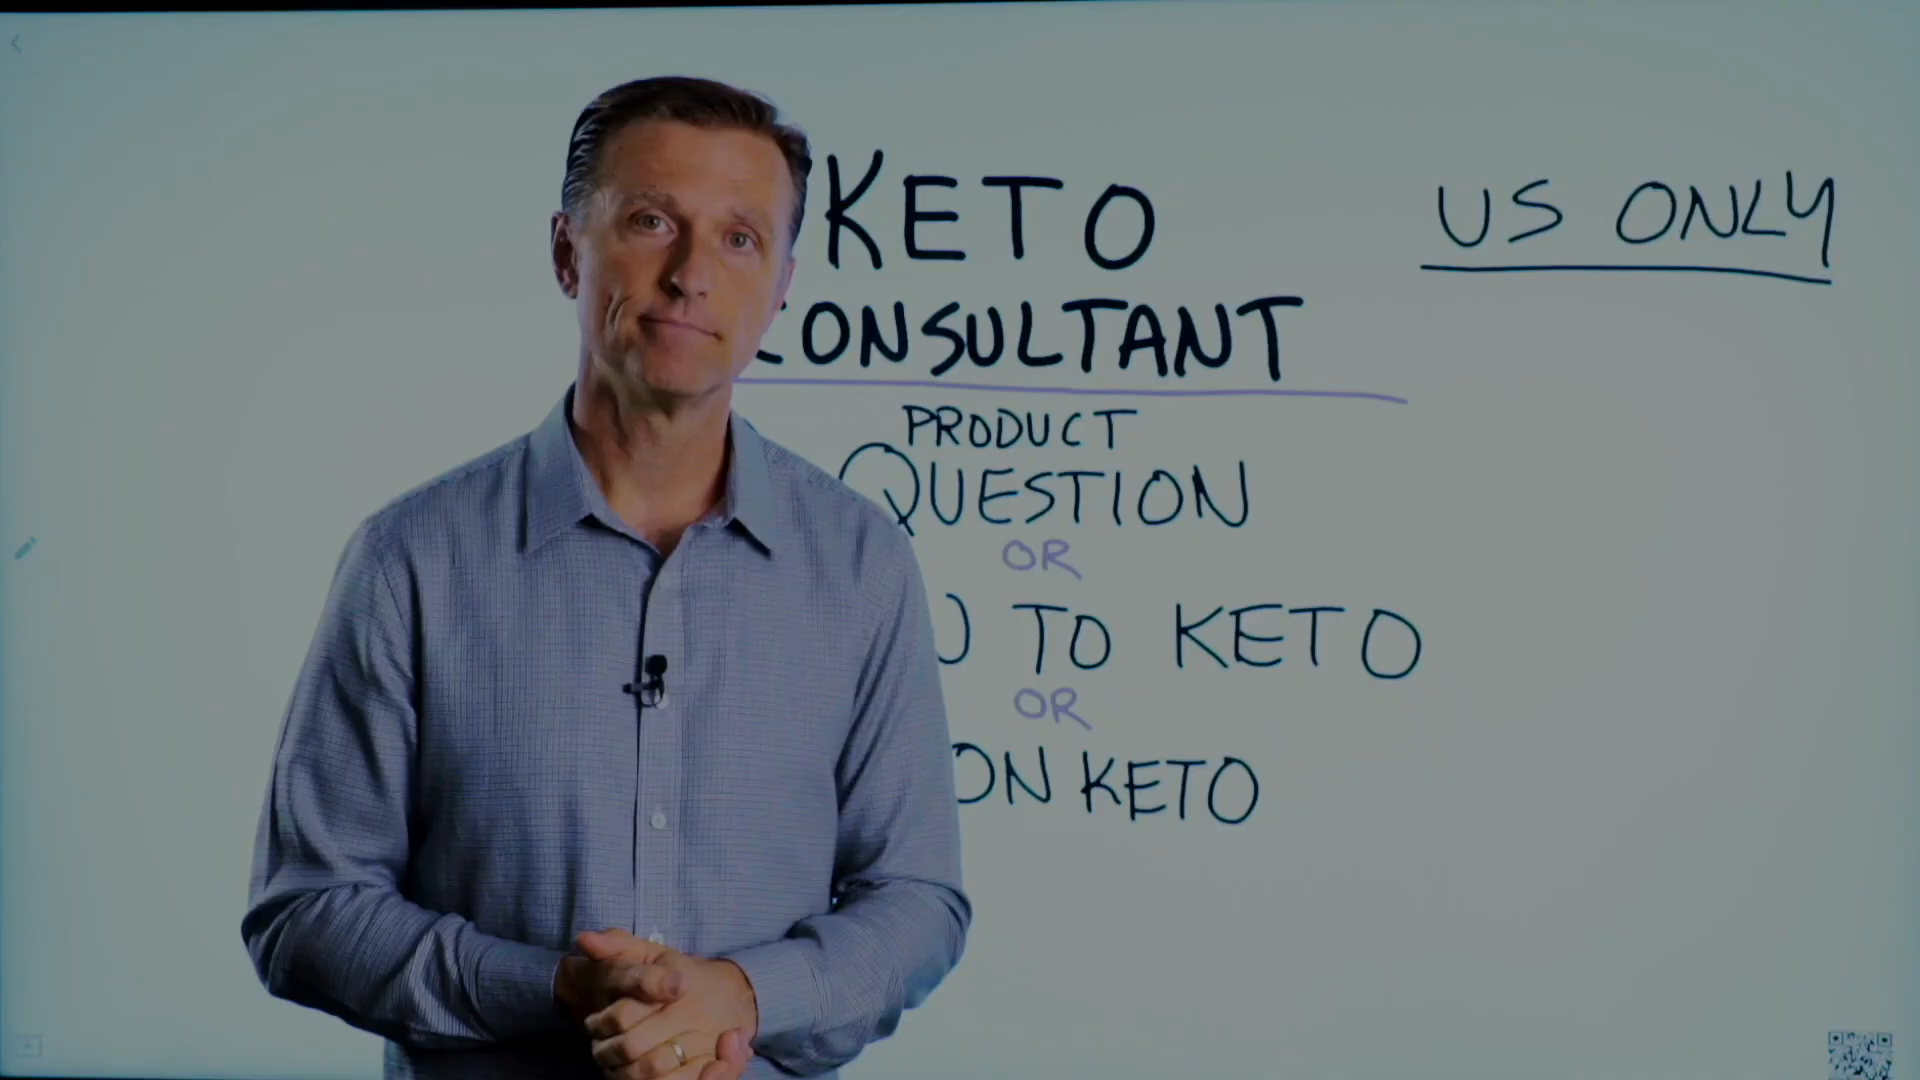 KETO
US ONLY
CONSULTANT
PRODUCT
QUESTION
OR
TO KETO
OR
ON KETO